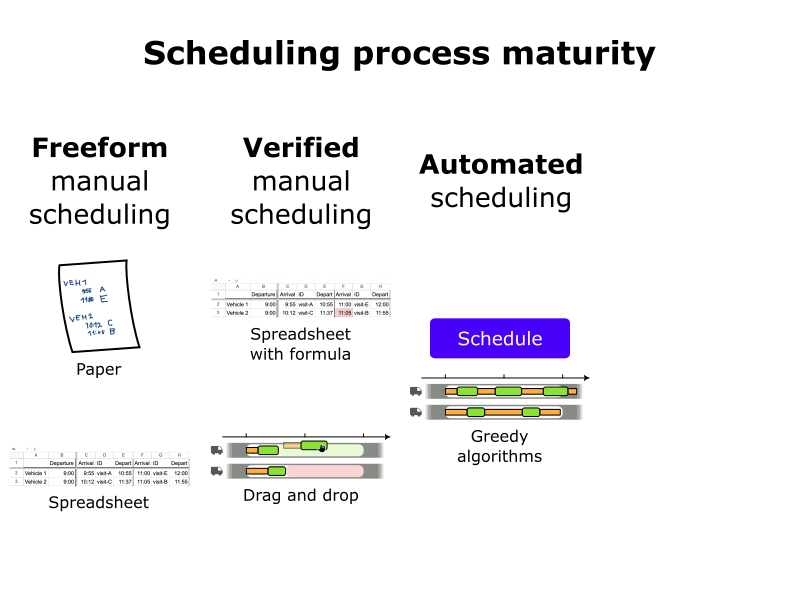 Scheduling process maturity
Freeform
manual
scheduling
Verified
manual
scheduling
Automated
scheduling
VEH 1
9:55 A
11:00 E
VEH 2
10:12 C
11:05 B
Paper
A B C D E F G H
1 Departure Arrival ID Depart Arrival ID Depart
2 Vehicle 1 9:00 9:55 visit-A 10:55 11:00 visit-E 12:00
3 Vehicle 2 9:00 10:12 visit-C 11:37 11:05 visit-B 11:55
Spreadsheet
A B C D E F G H
1 Departure Arrival ID Depart Arrival ID Depart
2 Vehicle 1 9:00 9:55 visit-A 10:55 11:00 visit-E 12:00
3 Vehicle 2 9:00 10:12 visit-C 11:37 11:05 visit-B 11:55
Spreadsheet
with formula
Drag and drop
Schedule
Greedy
algorithms